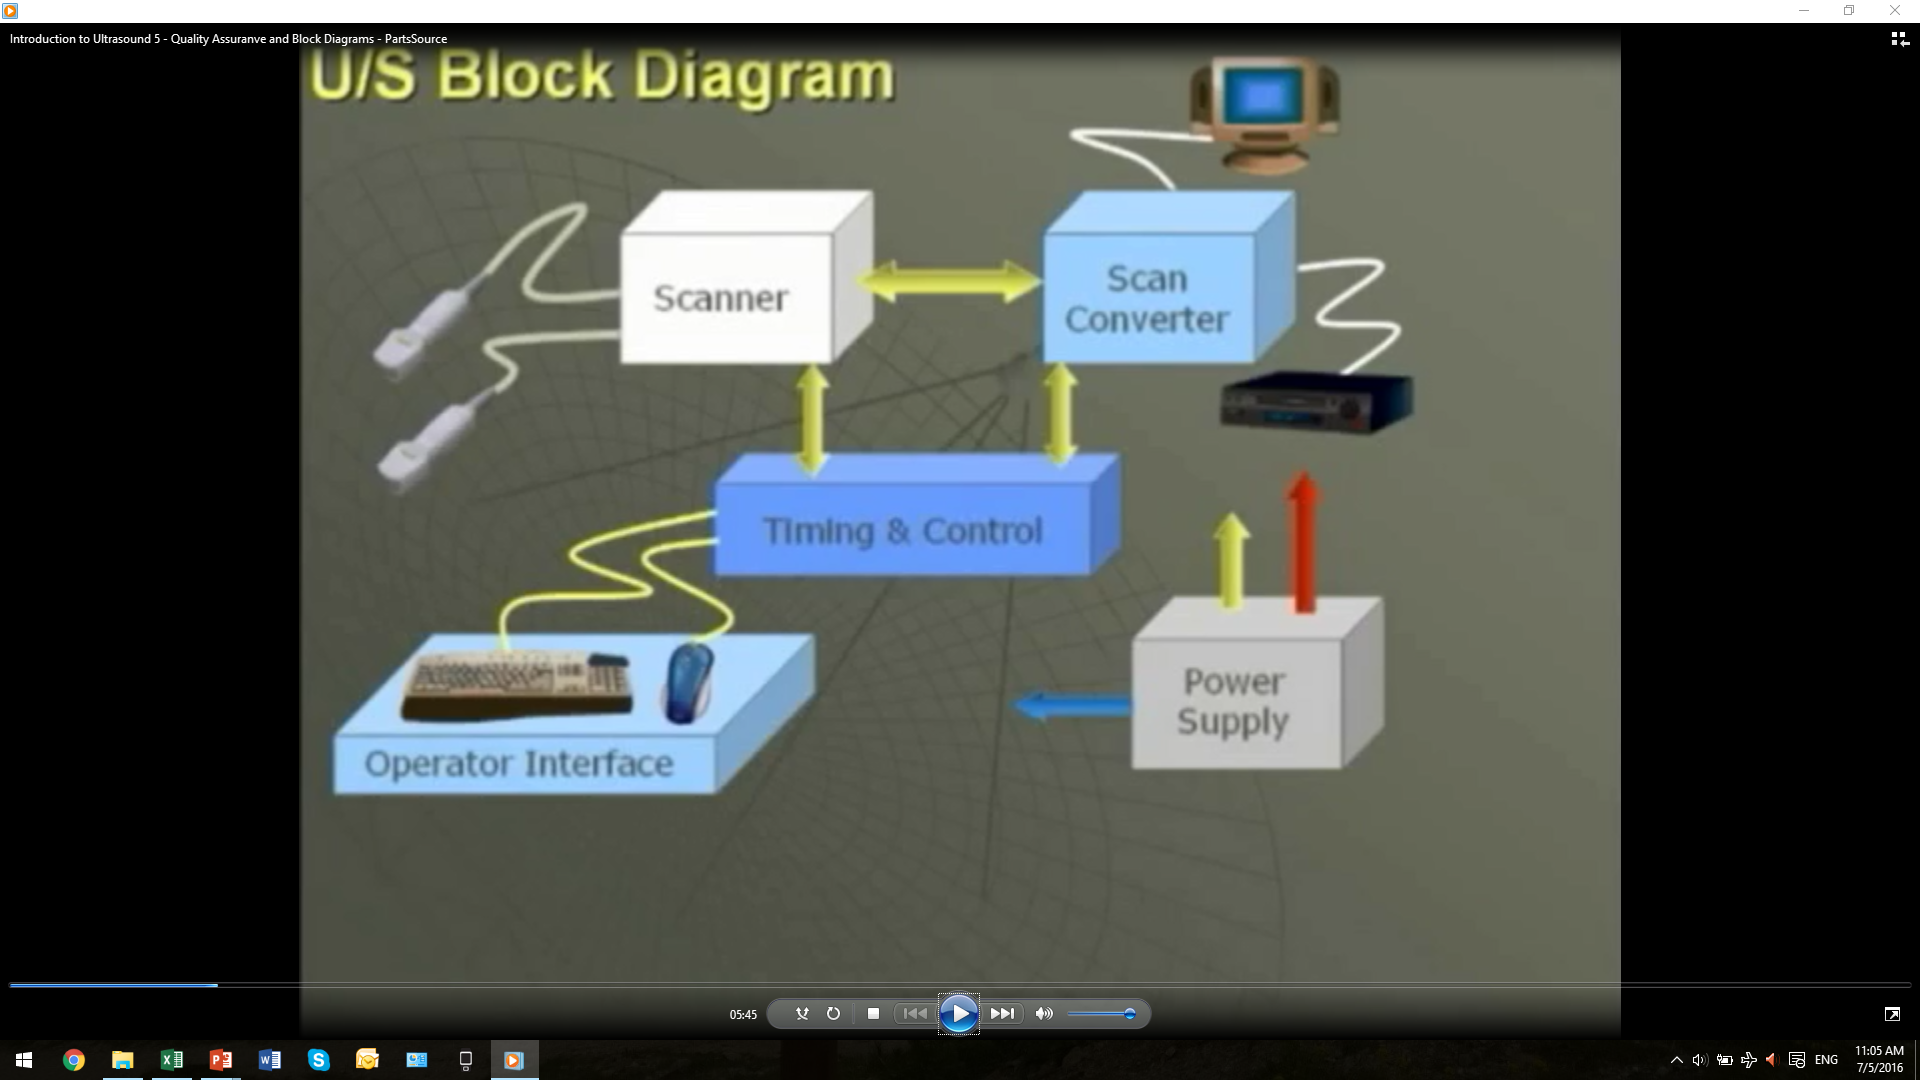 Introduction to Ultrasound 5 - Quality Assuranve and Block Diagrams - PartsSource
U/S Block Diagram
Scanner
Scan
Converter
Timing & Control
Power
Supply
Operator Interface
05:45
ENG
11:05 AM
7/5/2016